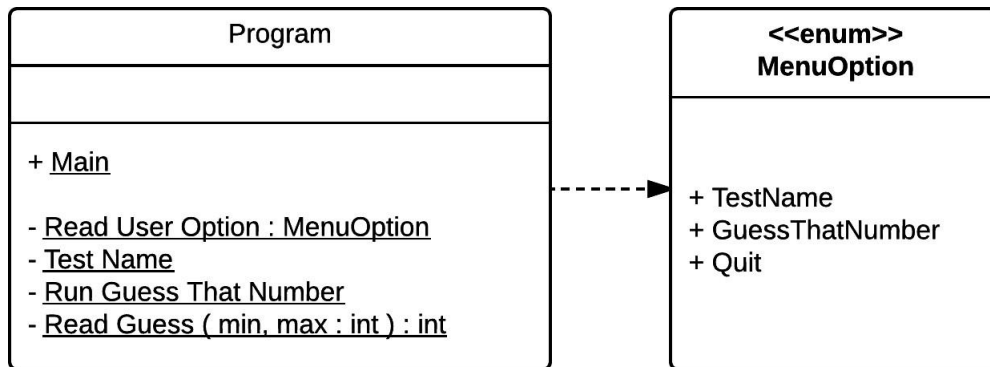 Program
+ Main
- Read User Option : MenuOption
- Test Name
- Run Guess That Number
- Read Guess ( min, max : int ) : int
<<enum>>
MenuOption
+ TestName
+ GuessThatNumber
+ Quit